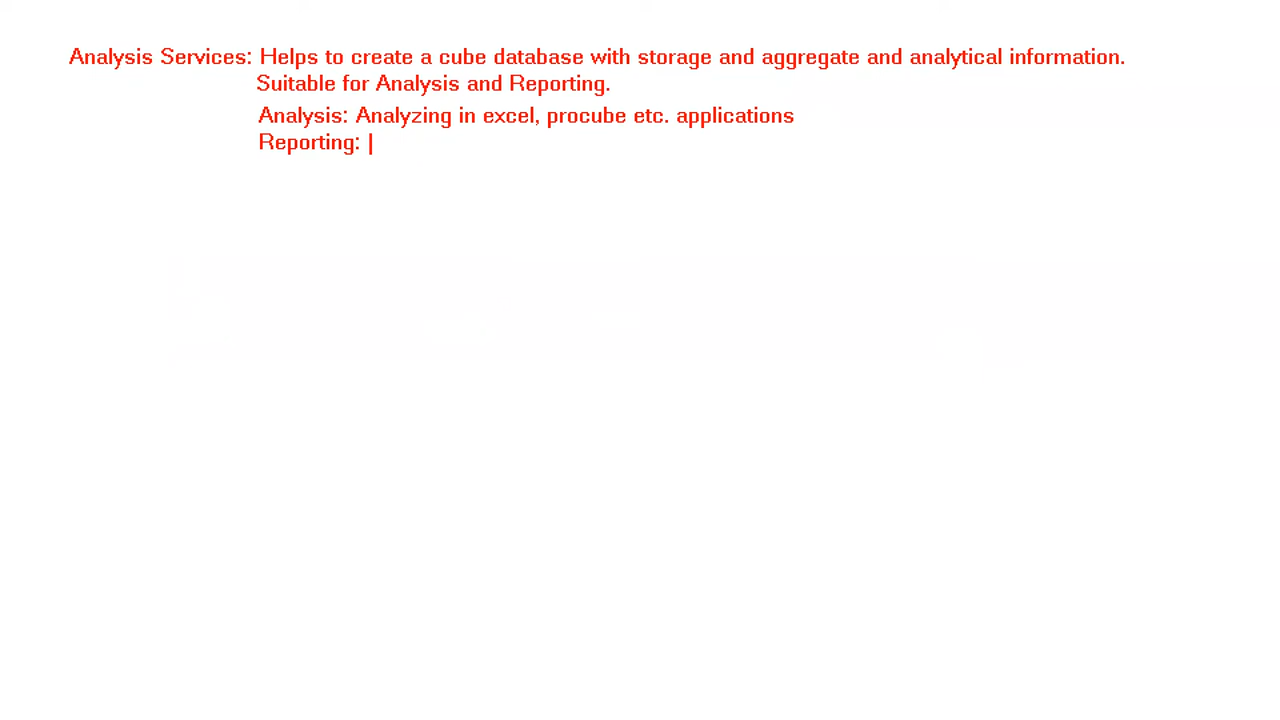 Analysis Services: Helps to create a cube database with storage and aggregate and analytical information.
Suitable for Analysis and Reporting.
Analysis: Analyzing in excel, procube etc. applications
Reporting: